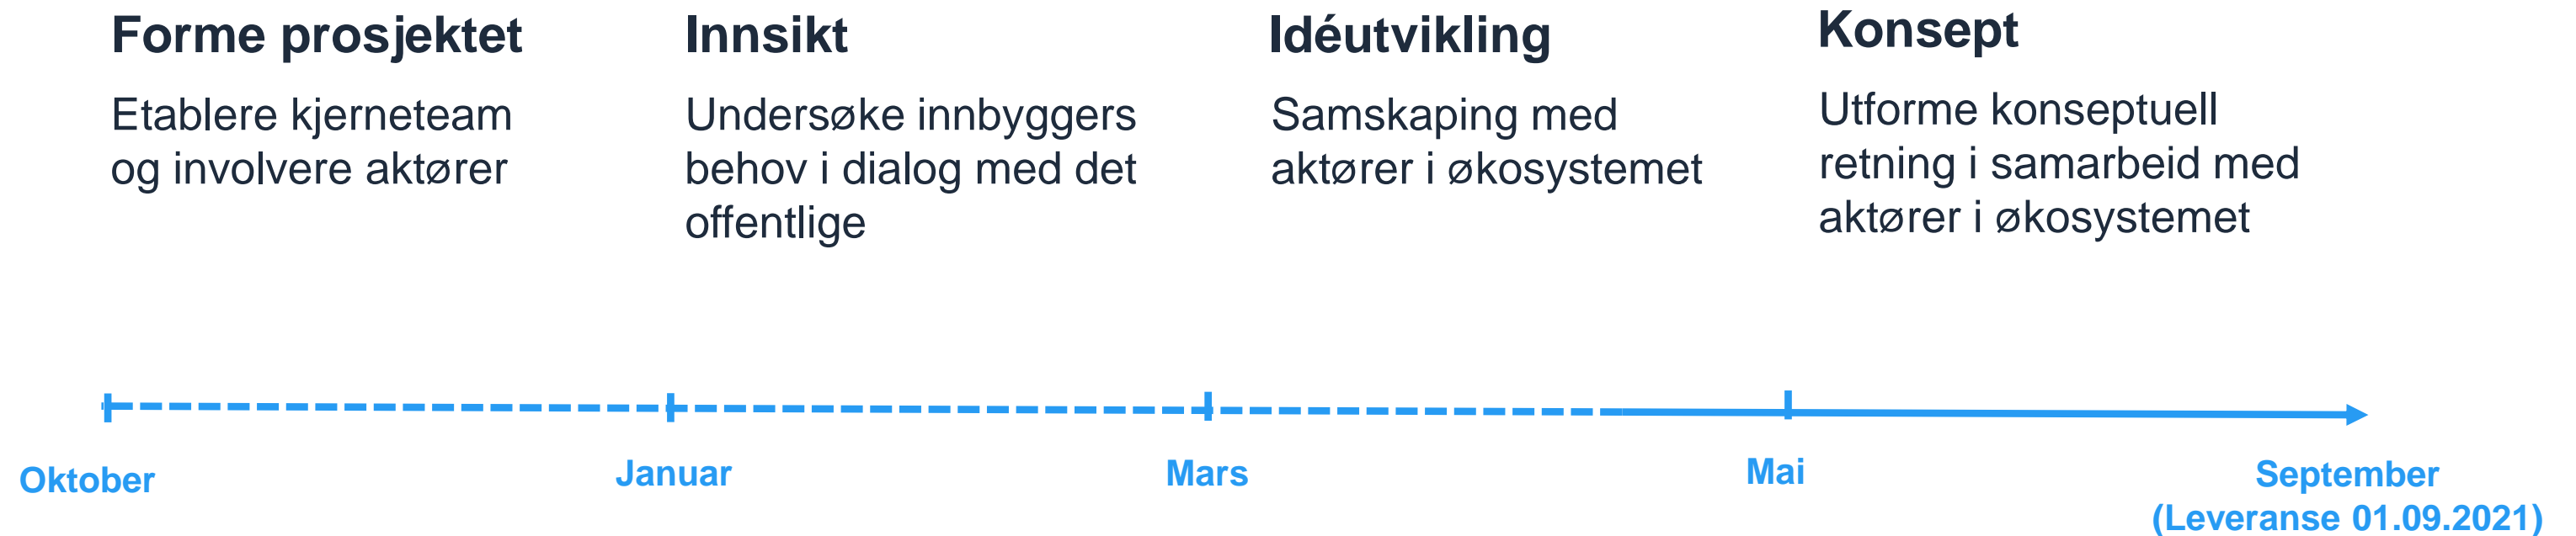 Forme prosjektet
Etablere kjerneteam
og involvere aktører
Innsikt
Undersøke innbyggers
behov i dialog med det
offentlige
Idéutvikling
Samskaping med
aktører i økosystemet
Konsept
Utforme konseptuell
retning i samarbeid med
aktører i økosystemet
Oktober
Januar
Mars
Mai
September
(Leveranse 01.09.2021)